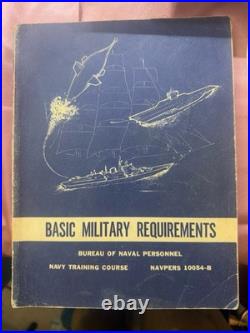 BASIC MILITARY REQUIREMENTS
BUREAU OF NAVAL PERSONNEL
NAVY TRAINING COURSE NAVPERS 10054-B